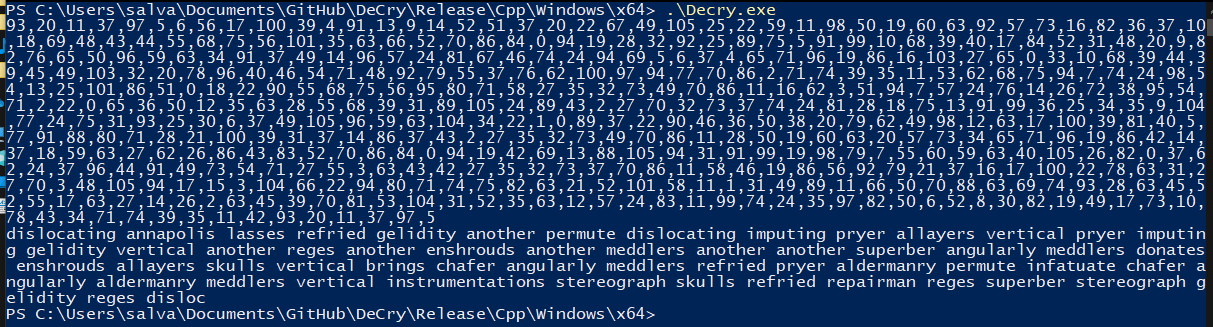 PS C:\Users\salva\Documents\GitHub\DeCry\Release\Cpp\Windows\x64> .\Decry.exe
93,20,11,37,97,5,6,56,17,100,39,4,91,13,9,14,52,51,37,20,22,67,49,105,25,22,59,11,98,50,19,60,63,92,57,73,16,82,36,37,10
,18,69,48,43,44,55,68,75,56,101,35,63,66,52,70,86,84,0,94,19,28,32,92,25,89,75,5,91,99,10,68,39,40,17,84,52,31,48,20,9,8
2,76,65,50,96,59,63,34,91,37,49,14,96,57,24,81,67,46,74,24,94,69,5,6,37,4,65,71,96,19,86,16,103,27,65,0,33,10,68,39,44,3
9,45,49,103,32,20,78,96,40,46,54,71,48,92,79,55,37,76,62,100,97,94,77,70,86,2,71,74,39,35,11,53,62,68,75,94,7,74,24,98,5
4,13,25,101,86,51,0,18,22,90,55,68,75,56,95,80,71,58,27,35,32,73,49,70,86,11,16,62,3,51,94,7,57,24,76,14,26,72,38,95,54,
71,2,22,0,65,36,50,12,35,63,28,55,68,39,31,89,105,24,89,43,2,27,70,32,73,37,74,24,81,28,18,75,13,91,99,36,25,34,35,9,104
,77,24,75,31,93,25,30,6,37,49,105,96,59,63,104,34,22,1,0,89,37,22,90,46,36,50,38,20,79,62,49,98,12,63,17,100,39,81,40,5,
77,91,88,80,71,28,21,100,39,31,37,14,86,37,43,2,27,35,32,73,49,70,86,11,28,50,19,60,63,20,57,73,34,65,71,96,19,86,42,14,
37,18,59,63,27,62,26,86,43,83,52,70,86,84,0,94,19,42,69,13,88,105,94,31,91,99,19,98,79,7,55,60,59,63,40,105,26,82,0,37,6
2,24,37,96,44,91,49,73,54,71,27,55,3,63,43,42,27,35,32,73,37,70,86,11,58,46,19,86,56,92,79,21,37,16,17,100,22,78,63,31,2
7,70,3,48,105,94,17,15,3,104,66,22,94,80,71,74,75,82,63,21,52,101,58,11,1,31,49,89,11,66,50,70,88,63,69,74,93,28,63,45,5
2,55,17,63,27,14,26,2,63,45,39,70,81,53,104,31,52,35,63,12,57,24,83,11,99,74,24,35,97,82,50,6,52,8,30,82,19,49,17,73,10,
78,43,34,71,74,39,35,11,42,93,20,11,37,97,5
dislocating annapolis lasses refried gelidity another permute dislocating imputing pryer allayers vertical pryer imputin
g gelidity vertical another reges another enshrouds another meddlers another another superber angularly meddlers donates
 enshrouds allayers skulls vertical brings chafer angularly meddlers refried pryer aldermanry permute infatuate chafer a
ngularly aldermanry meddlers vertical instrumentations stereograph skulls refried repairman reges superber stereograph g
elidity reges disloc
PS C:\Users\salva\Documents\GitHub\DeCry\Release\Cpp\Windows\x64>